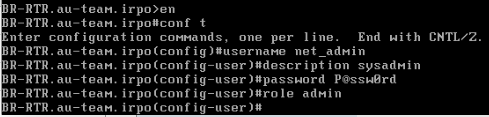 BR-RTR.au-team.irpo>en
BR-RTR.au-team.irpo#conf t
Enter configuration commands, one per line.  End with CNTL/Z.
BR-RTR.au-team.irpo(config)#username net_admin
BR-RTR.au-team.irpo(config-user)#description sysadmin
BR-RTR.au-team.irpo(config-user)#password P@ssw0rd
BR-RTR.au-team.irpo(config-user)#role admin
BR-RTR.au-team.irpo(config-user)#